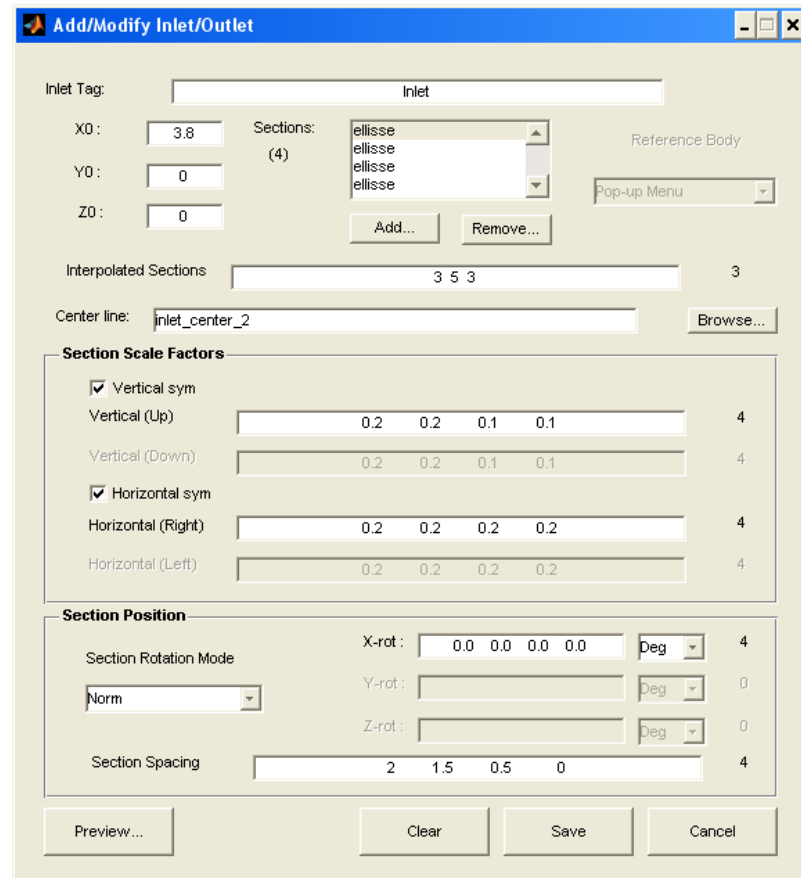 Add/Modify Inlet/Outlet
Inlet Tag: Inlet
X0 : 3.8
Y0 : 0
Z0 : 0
Sections:
(4)
ellisse
ellisse
ellisse
ellisse
Add... Remove...
Reference Body
Pop-up Menu
Interpolated Sections 3 5 3 3
Center line: inlet_center_2 Browse...
Section Scale Factors
Vertical sym
Vertical (Up) 0.2 0.2 0.1 0.1 4
Vertical (Down) 0.2 0.2 0.1 0.1 4
Horizontal sym
Horizontal (Right) 0.2 0.2 0.2 0.2 4
Horizontal (Left) 0.2 0.2 0.2 0.2 4
Section Position
Section Rotation Mode
Norm
X-rot : 0.0 0.0 0.0 0.0 Deg 4
Y-rot : Deg 0
Z-rot : Deg 0
Section Spacing 2 1.5 0.5 0 4
Preview... Clear Save Cancel